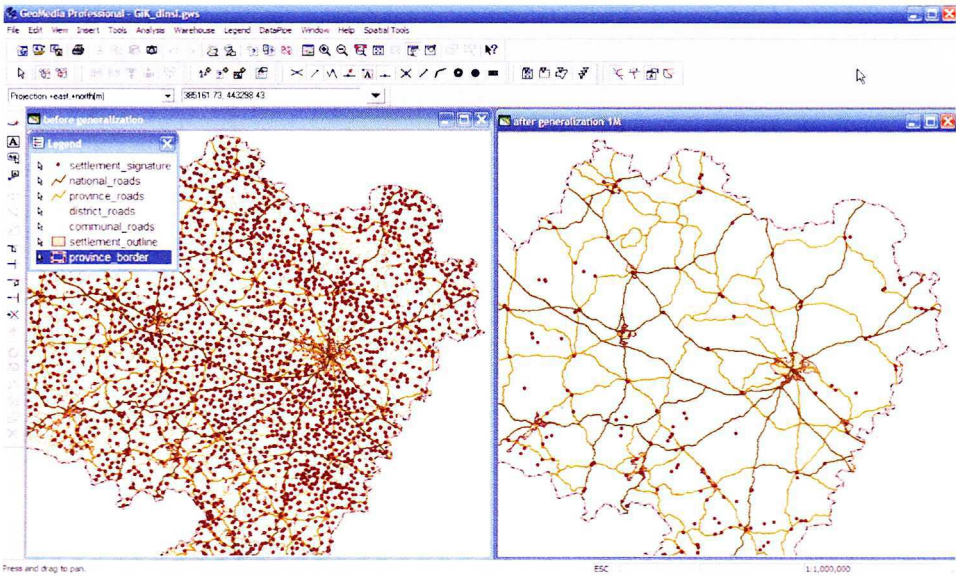 GeoMedia Professional - GIK_dinsl.gws
File Edit View Insert Tools Analysis Warehouse Legend DataPipe Window Help Spatial Tools
Projection +east,+north(m) 385161.73, 443298.43
before generalization
after generalization 1M
Legend
settlement_signature
national_roads
province_roads
district_roads
communal_roads
settlement_outline
province_border
Press and drag to pan. ESC 1:1,000,000